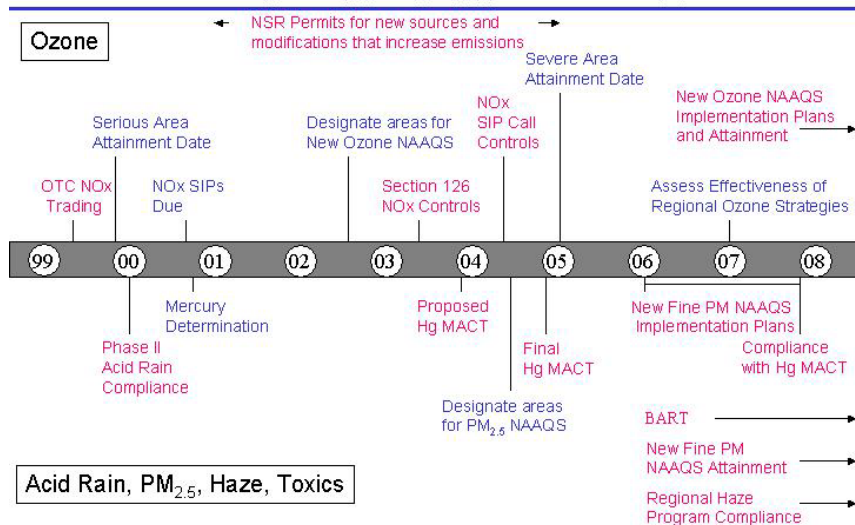 NSR Permits for new sources and
modifications that increase emissions
Ozone
Severe Area
Attainment Date
NOx
SIP Call
Controls
New Ozone NAAQS
Implementation Plans
and Attainment
Serious Area
Attainment Date
Designate areas for
New Ozone NAAQS
OTC NOx
Trading
NOx SIPs
Due
Section 126
NOx Controls
Assess Effectiveness of
Regional Ozone Strategies
99 00 01 02 03 04 05 06 07 08
Mercury
Determination
Proposed
Hg MACT
New Fine PM NAAQS
Implementation Plans
Phase II
Acid Rain
Compliance
Final
Hg MACT
Compliance
with Hg MACT
Designate areas
for PM2.5 NAAQS
BART
New Fine PM
NAAQS Attainment
Acid Rain, PM2.5, Haze, Toxics
Regional Haze
Program Compliance